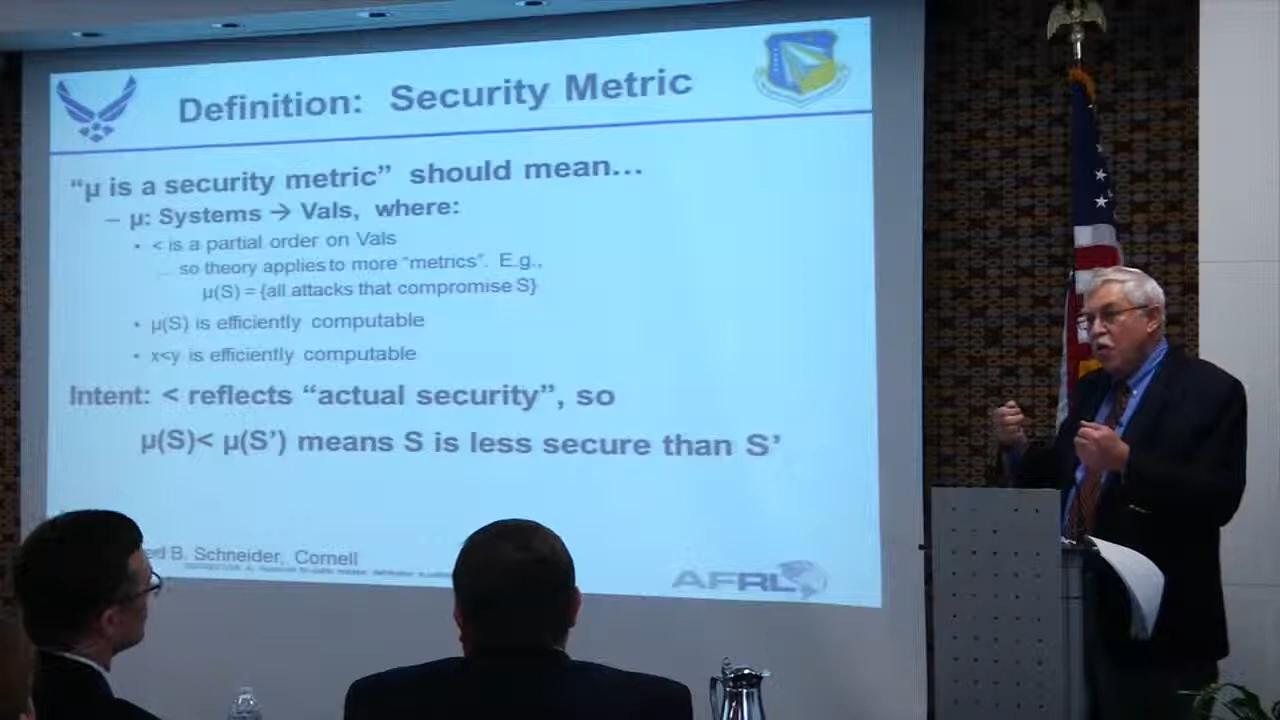 Definition: Security Metric
“μ is a security metric” should mean…
– μ: Systems → Vals, where:
• < is a partial order on Vals
… so theory applies to more “metrics”. E.g.,
μ(S) = {all attacks that compromise S}
• μ(S) is efficiently computable
• x<y is efficiently computable
Intent: < reflects “actual security”, so
μ(S)< μ(S’) means S is less secure than S’
B. Schneider, Cornell
AFRL